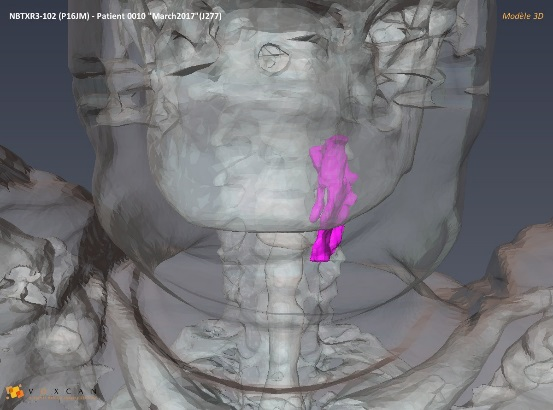 NBTXR3-102 (P16JM) - Patient 0010 "March2017"(J277)
Modèle 3D
VOXCAN